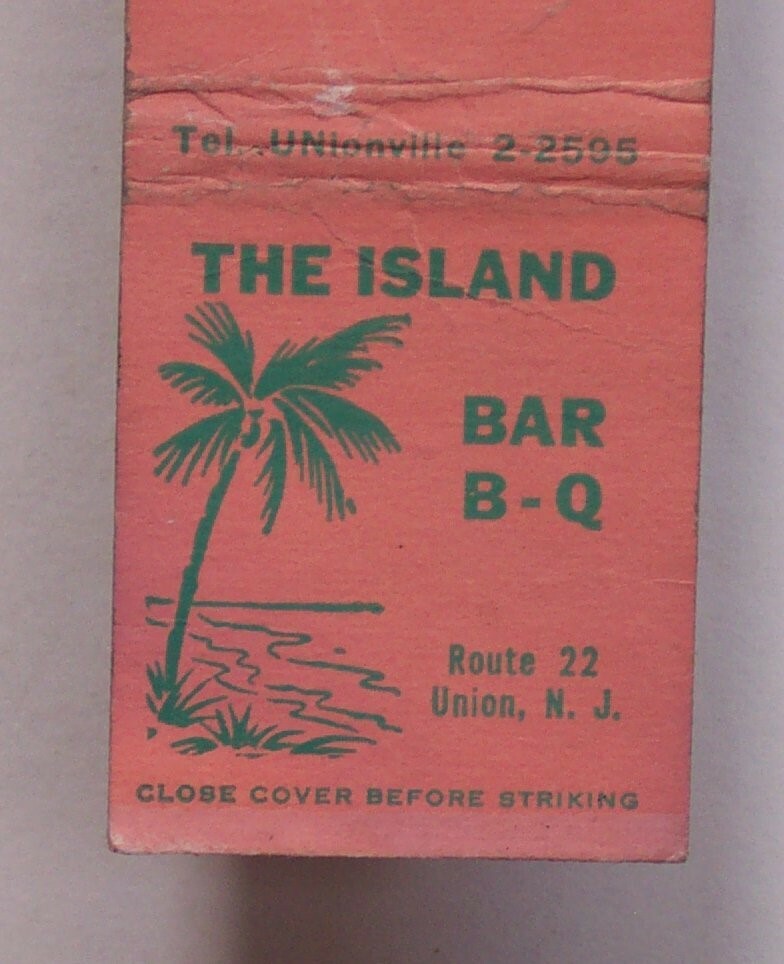 Tel. UNionville 2-2595
THE ISLAND
BAR
B-Q
Route 22
Union, N. J.
CLOSE COVER BEFORE STRIKING